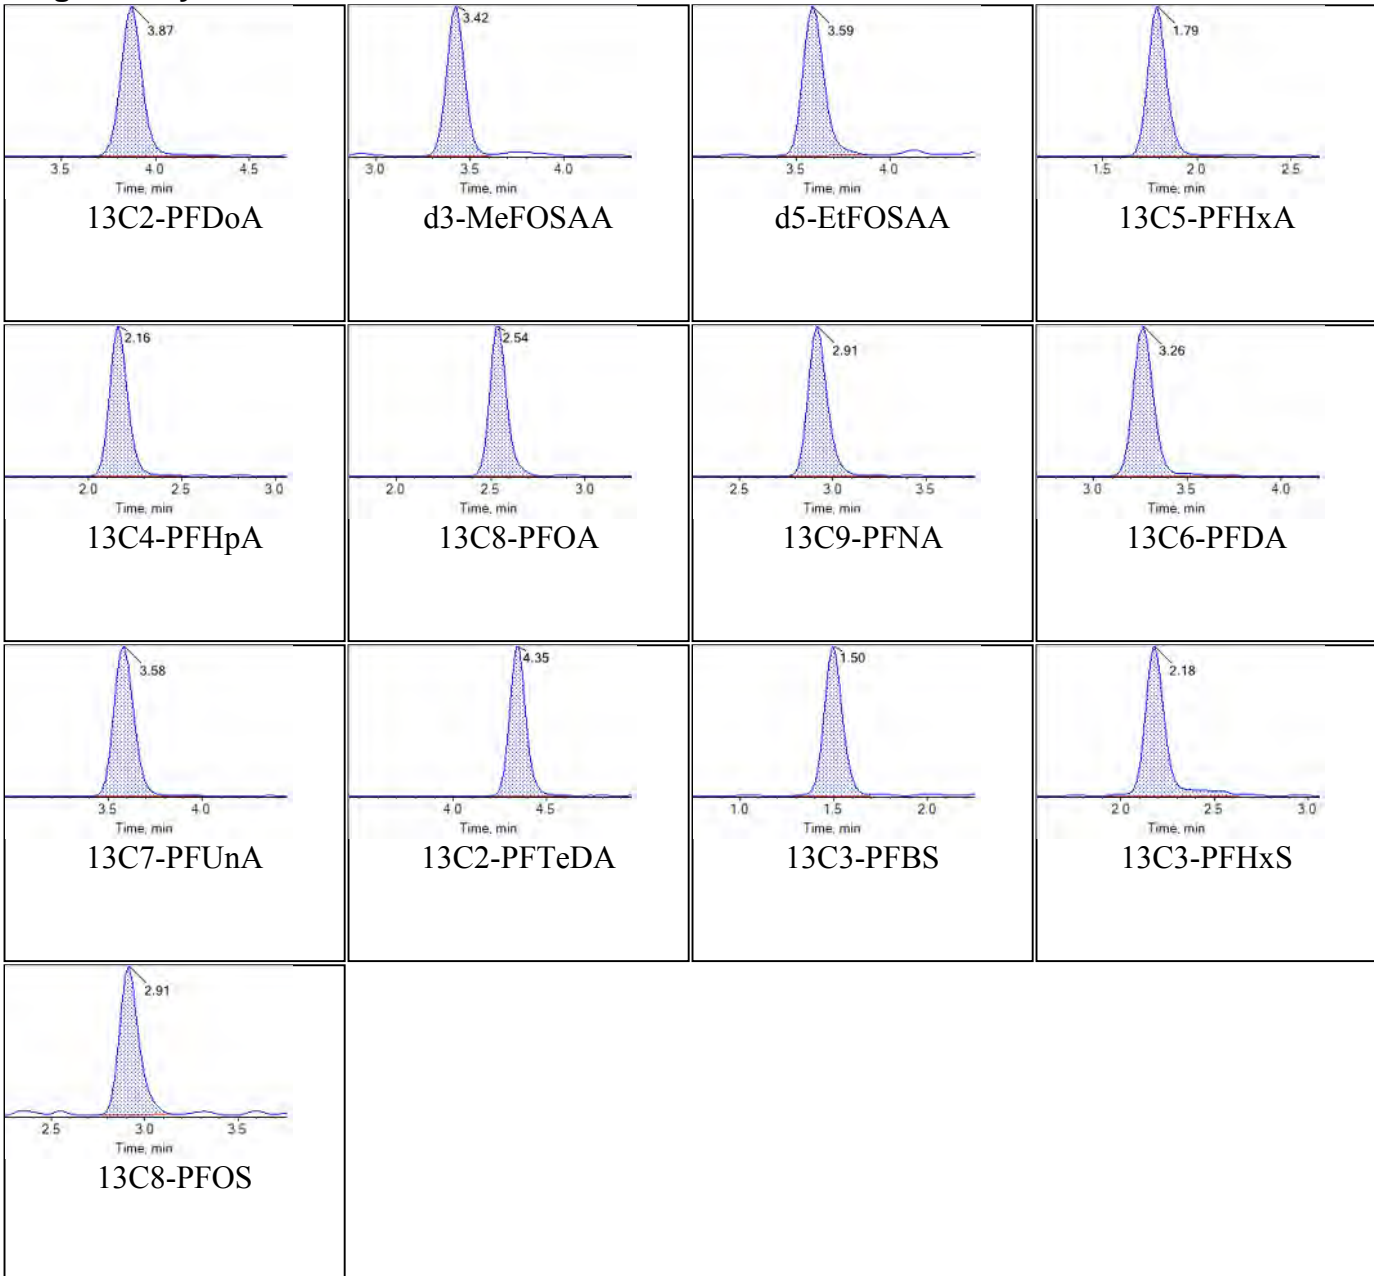 3.87
3.5 4.0 4.5
Time, min
13C2-PFDoA
3.42
3.0 3.5 4.0
Time, min
d3-MeFOSAA
3.59
3.5 4.0
Time, min
d5-EtFOSAA
1.79
1.5 2.0 2.5
Time, min
13C5-PFHxA
2.16
2.0 2.5 3.0
Time, min
13C4-PFHpA
2.54
2.0 2.5 3.0
Time, min
13C8-PFOA
2.91
2.5 3.0 3.5
Time, min
13C9-PFNA
3.26
3.0 3.5 4.0
Time, min
13C6-PFDA
3.58
3.5 4.0
Time, min
13C7-PFUnA
4.35
4.0 4.5
Time, min
13C2-PFTeDA
1.50
1.0 1.5 2.0
Time, min
13C3-PFBS
2.18
2.0 2.5 3.0
Time, min
13C3-PFHxS
2.91
2.5 3.0 3.5
Time, min
13C8-PFOS